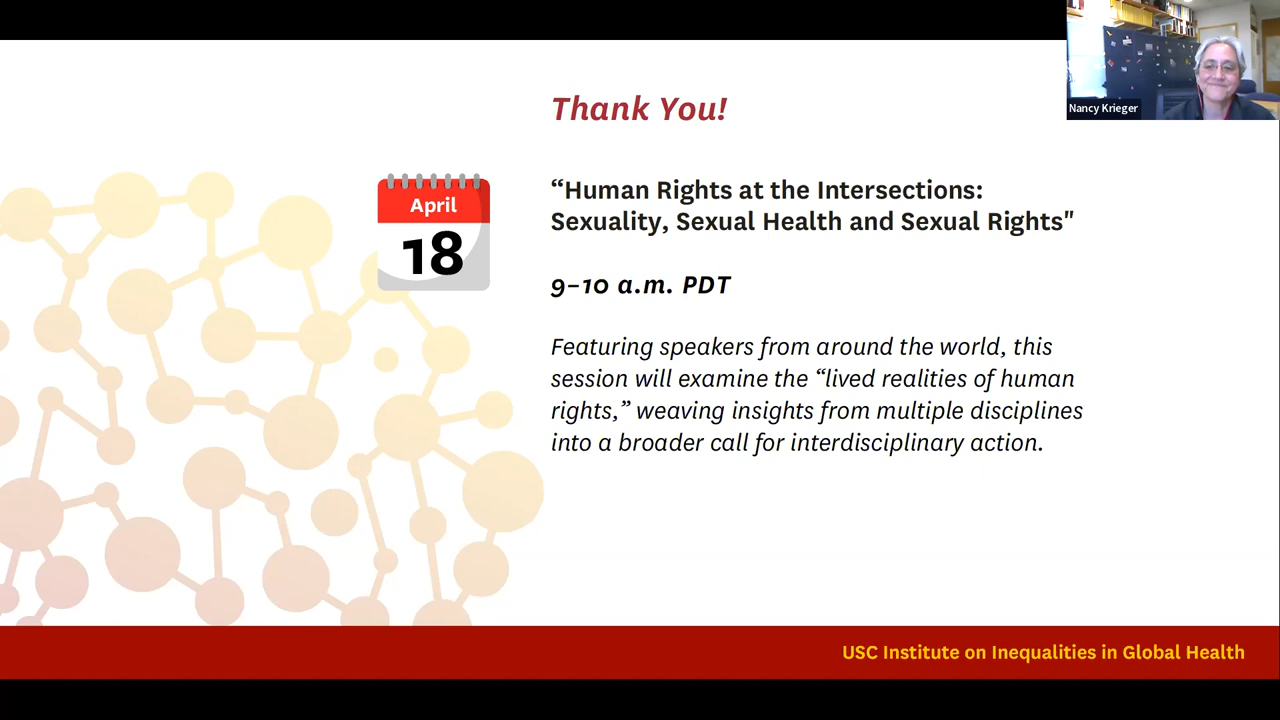 Nancy Krieger
Thank You!
April
18
“Human Rights at the Intersections:
Sexuality, Sexual Health and Sexual Rights"
9–10 a.m. PDT
Featuring speakers from around the world, this
session will examine the “lived realities of human
rights,” weaving insights from multiple disciplines
into a broader call for interdisciplinary action.
USC Institute on Inequalities in Global Health